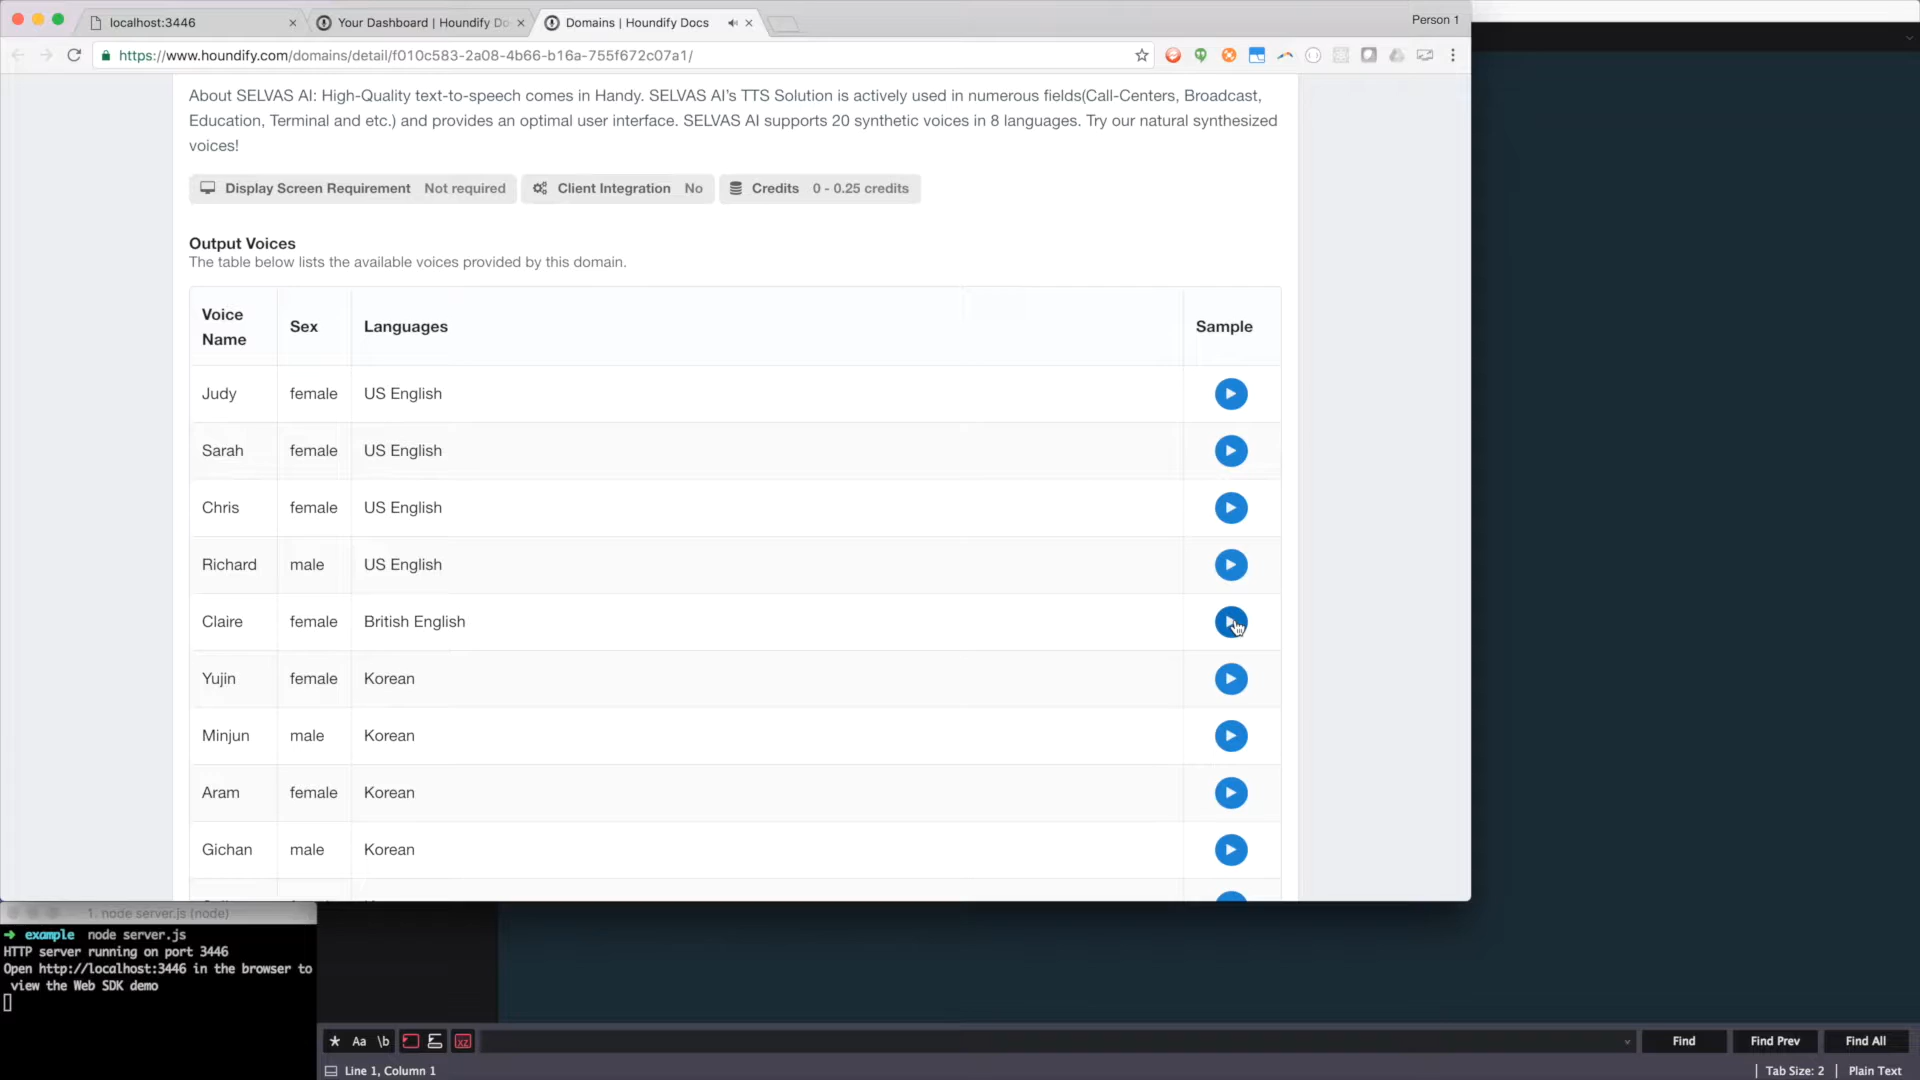 localhost:3446
Your Dashboard | Houndify Do
Domains | Houndify Docs
Person 1
https://www.houndify.com/domains/detail/f010c583-2a08-4b66-b16a-755f672c07a1/
About SELVAS AI: High-Quality text-to-speech comes in Handy. SELVAS AI's TTS Solution is actively used in numerous fields(Call-Centers, Broadcast,
Education, Terminal and etc.) and provides an optimal user interface. SELVAS AI supports 20 synthetic voices in 8 languages. Try our natural synthesized
voices!
Display Screen Requirement Not required
Client Integration No
Credits 0 - 0.25 credits
Output Voices
The table below lists the available voices provided by this domain.
Voice Name Sex Languages Sample
Judy female US English
Sarah female US English
Chris female US English
Richard male US English
Claire female British English
Yujin female Korean
Minjun male Korean
Aram female Korean
Gichan male Korean
1. node server.js (node)
➜ example node server.js
HTTP server running on port 3446
Open http://localhost:3446 in the browser to
view the Web SDK demo
* Aa \b
Find Find Prev Find All
Line 1, Column 1
Tab Size: 2 Plain Text